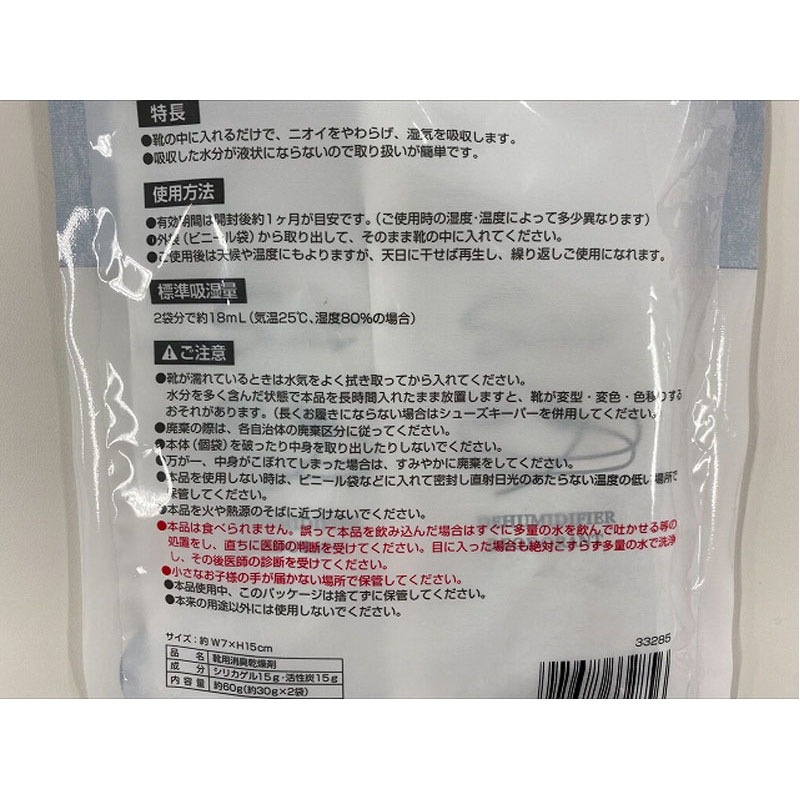 特長
●靴の中に入れるだけで、ニオイをやわらげ、湿気を吸収します。
●吸収した水分が液状にならないので取り扱いが簡単です。
使用方法
●有効期間は開封後約1ヶ月が目安です。(ご使用時の湿度・温度によって多少異なります)
●外袋(ビニール袋)から取り出して、そのまま靴の中に入れてください。
●ご使用後は天候や温度にもよりますが、天日に干せば再生し、繰り返しご使用になれます。
標準吸湿量
2袋分で約18mL(気温25℃、湿度80%の場合)
⚠ご注意
●靴が濡れているときは水気をよく拭き取ってから入れてください。
水分を多く含んだ状態で本品を長時間入れたまま放置しますと、靴が変型・変色・色移りする
おそれがあります。(長くお履きにならない場合はシューズキーパーを併用してください。)
●廃棄の際は、各自治体の廃棄区分に従ってください。
●本体(個袋)を破ったり中身を取り出したりしないでください。
●万が一、中身がこぼれてしまった場合は、すみやかに廃棄をしてください。
●本品を使用しない時は、ビニール袋などに入れて密封し直射日光のあたらない温度の低い場所で
保管してください。
●本品を火や熱源のそばに近づけないでください。
●本品は食べられません。誤って本品を飲み込んだ場合はすぐに多量の水を飲んで吐かせる等の
処置をし、直ちに医師の判断を受けてください。目に入った場合も絶対こすらず多量の水で洗浄
し、その後医師の診断を受けてください。
●小さなお子様の手が届かない場所で保管してください。
●本品使用中、このパッケージは捨てずに保管してください。
●本来の用途以外には使用しないでください。
DEHUMIDIFIER
サイズ:約 W7×H15cm
33285
品名 靴用消臭乾燥剤
成分 シリカゲル15g・活性炭15g
内容量 約60g(約30g×2袋)